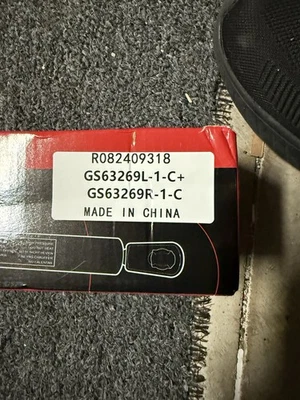 R082409318
GS63269L-1-C+
GS63269R-1-C
MADE IN CHINA